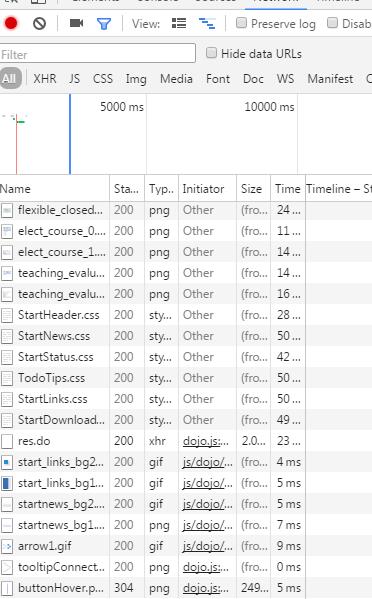 Preserve log Disab
Filter Hide data URLs
All XHR JS CSS Img Media Font Doc WS Manifest C
5000 ms 10000 ms
Name Sta... Typ.. Initiator Size Time Timeline – St
flexible_closed... 200 png Other (fro... 24 ...
elect_course_0.... 200 png Other (fro... 11 ...
elect_course_1.... 200 png Other (fro... 14 ...
teaching_evalu... 200 png Other (fro... 14 ...
teaching_evalu... 200 png Other (fro... 16 ...
StartHeader.css 200 sty... Other (fro... 28 ...
StartNews.css 200 sty... Other (fro... 50 ...
StartStatus.css 200 sty... Other (fro... 42 ...
TodoTips.css 200 sty... Other (fro... 50 ...
StartLinks.css 200 sty... Other (fro... 50 ...
StartDownload... 200 sty... Other (fro... 49 ...
res.do 200 xhr dojo.js:... 2.0... 23 ...
start_links_bg2... 200 gif js/dojo/... (fro... 4 ms
start_links_bg1... 200 gif js/dojo/... (fro... 5 ms
startnews_bg2.... 200 gif js/dojo/... (fro... 5 ms
startnews_bg1.... 200 png js/dojo/... (fro... 7 ms
arrow1.gif 200 gif js/dojo/... (fro... 9 ms
tooltipConnect... 200 png dojo.js:... (fro... 0 ms
buttonHover.p... 304 png dojo.js:... 249... 5 ms